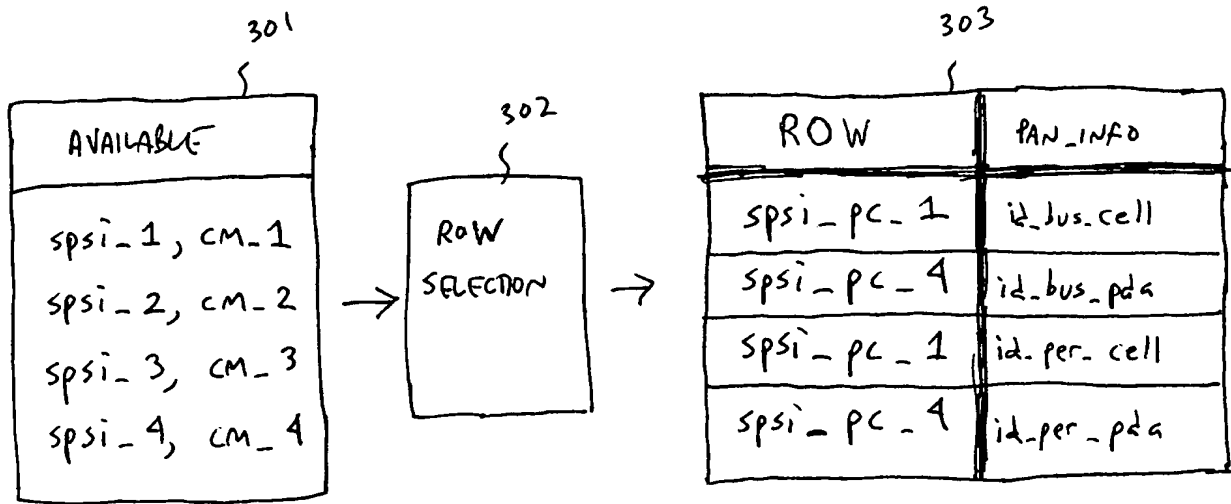 301
AVAILABLE
spsi_1, cm_1
spsi_2, cm_2
spsi_3, cm_3
spsi_4, cm_4
302
ROW
SELECTION
303
ROW PAN_INFO
spsi_pc_1 id_bus_cell
spsi_pc_4 id_bus_pda
spsi_pc_1 id_per_cell
spsi_pc_4 id_per_pda